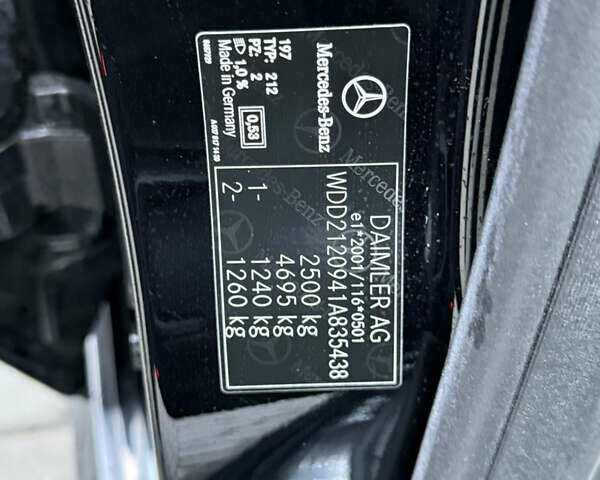 Mercedes-Benz
197
TYP: 212
PZ: 2
1,0 %
Made in Germany
0,53
DAIMLER AG
e1*2001/116*0501
WDD2120941A835438
2500 kg
4695 kg
1- 1240 kg
2- 1260 kg